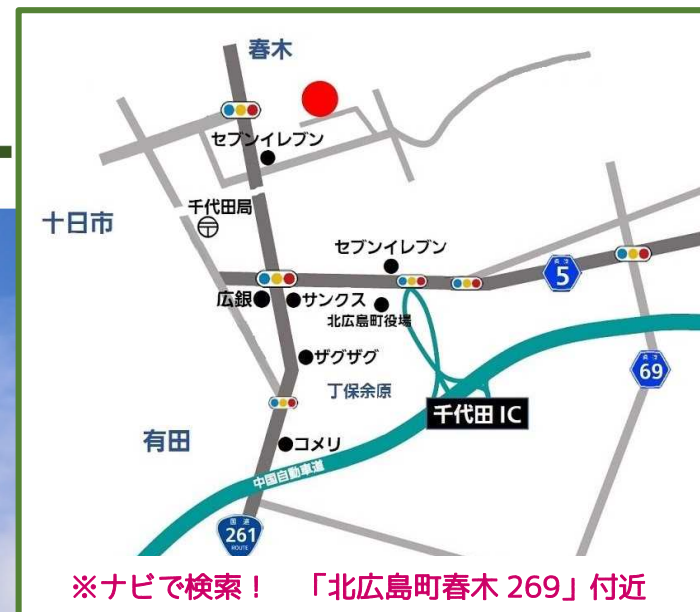 春木
セブンイレブン
千代田局
十日市
セブンイレブン
県道
5
広銀
サンクス
北広島町役場
ザグザグ
丁保余原
県道
69
千代田 IC
有田
コメリ
中国自動車道
国道
261
ROUTE
※ナビで検索！ 「北広島町春木 269」付近